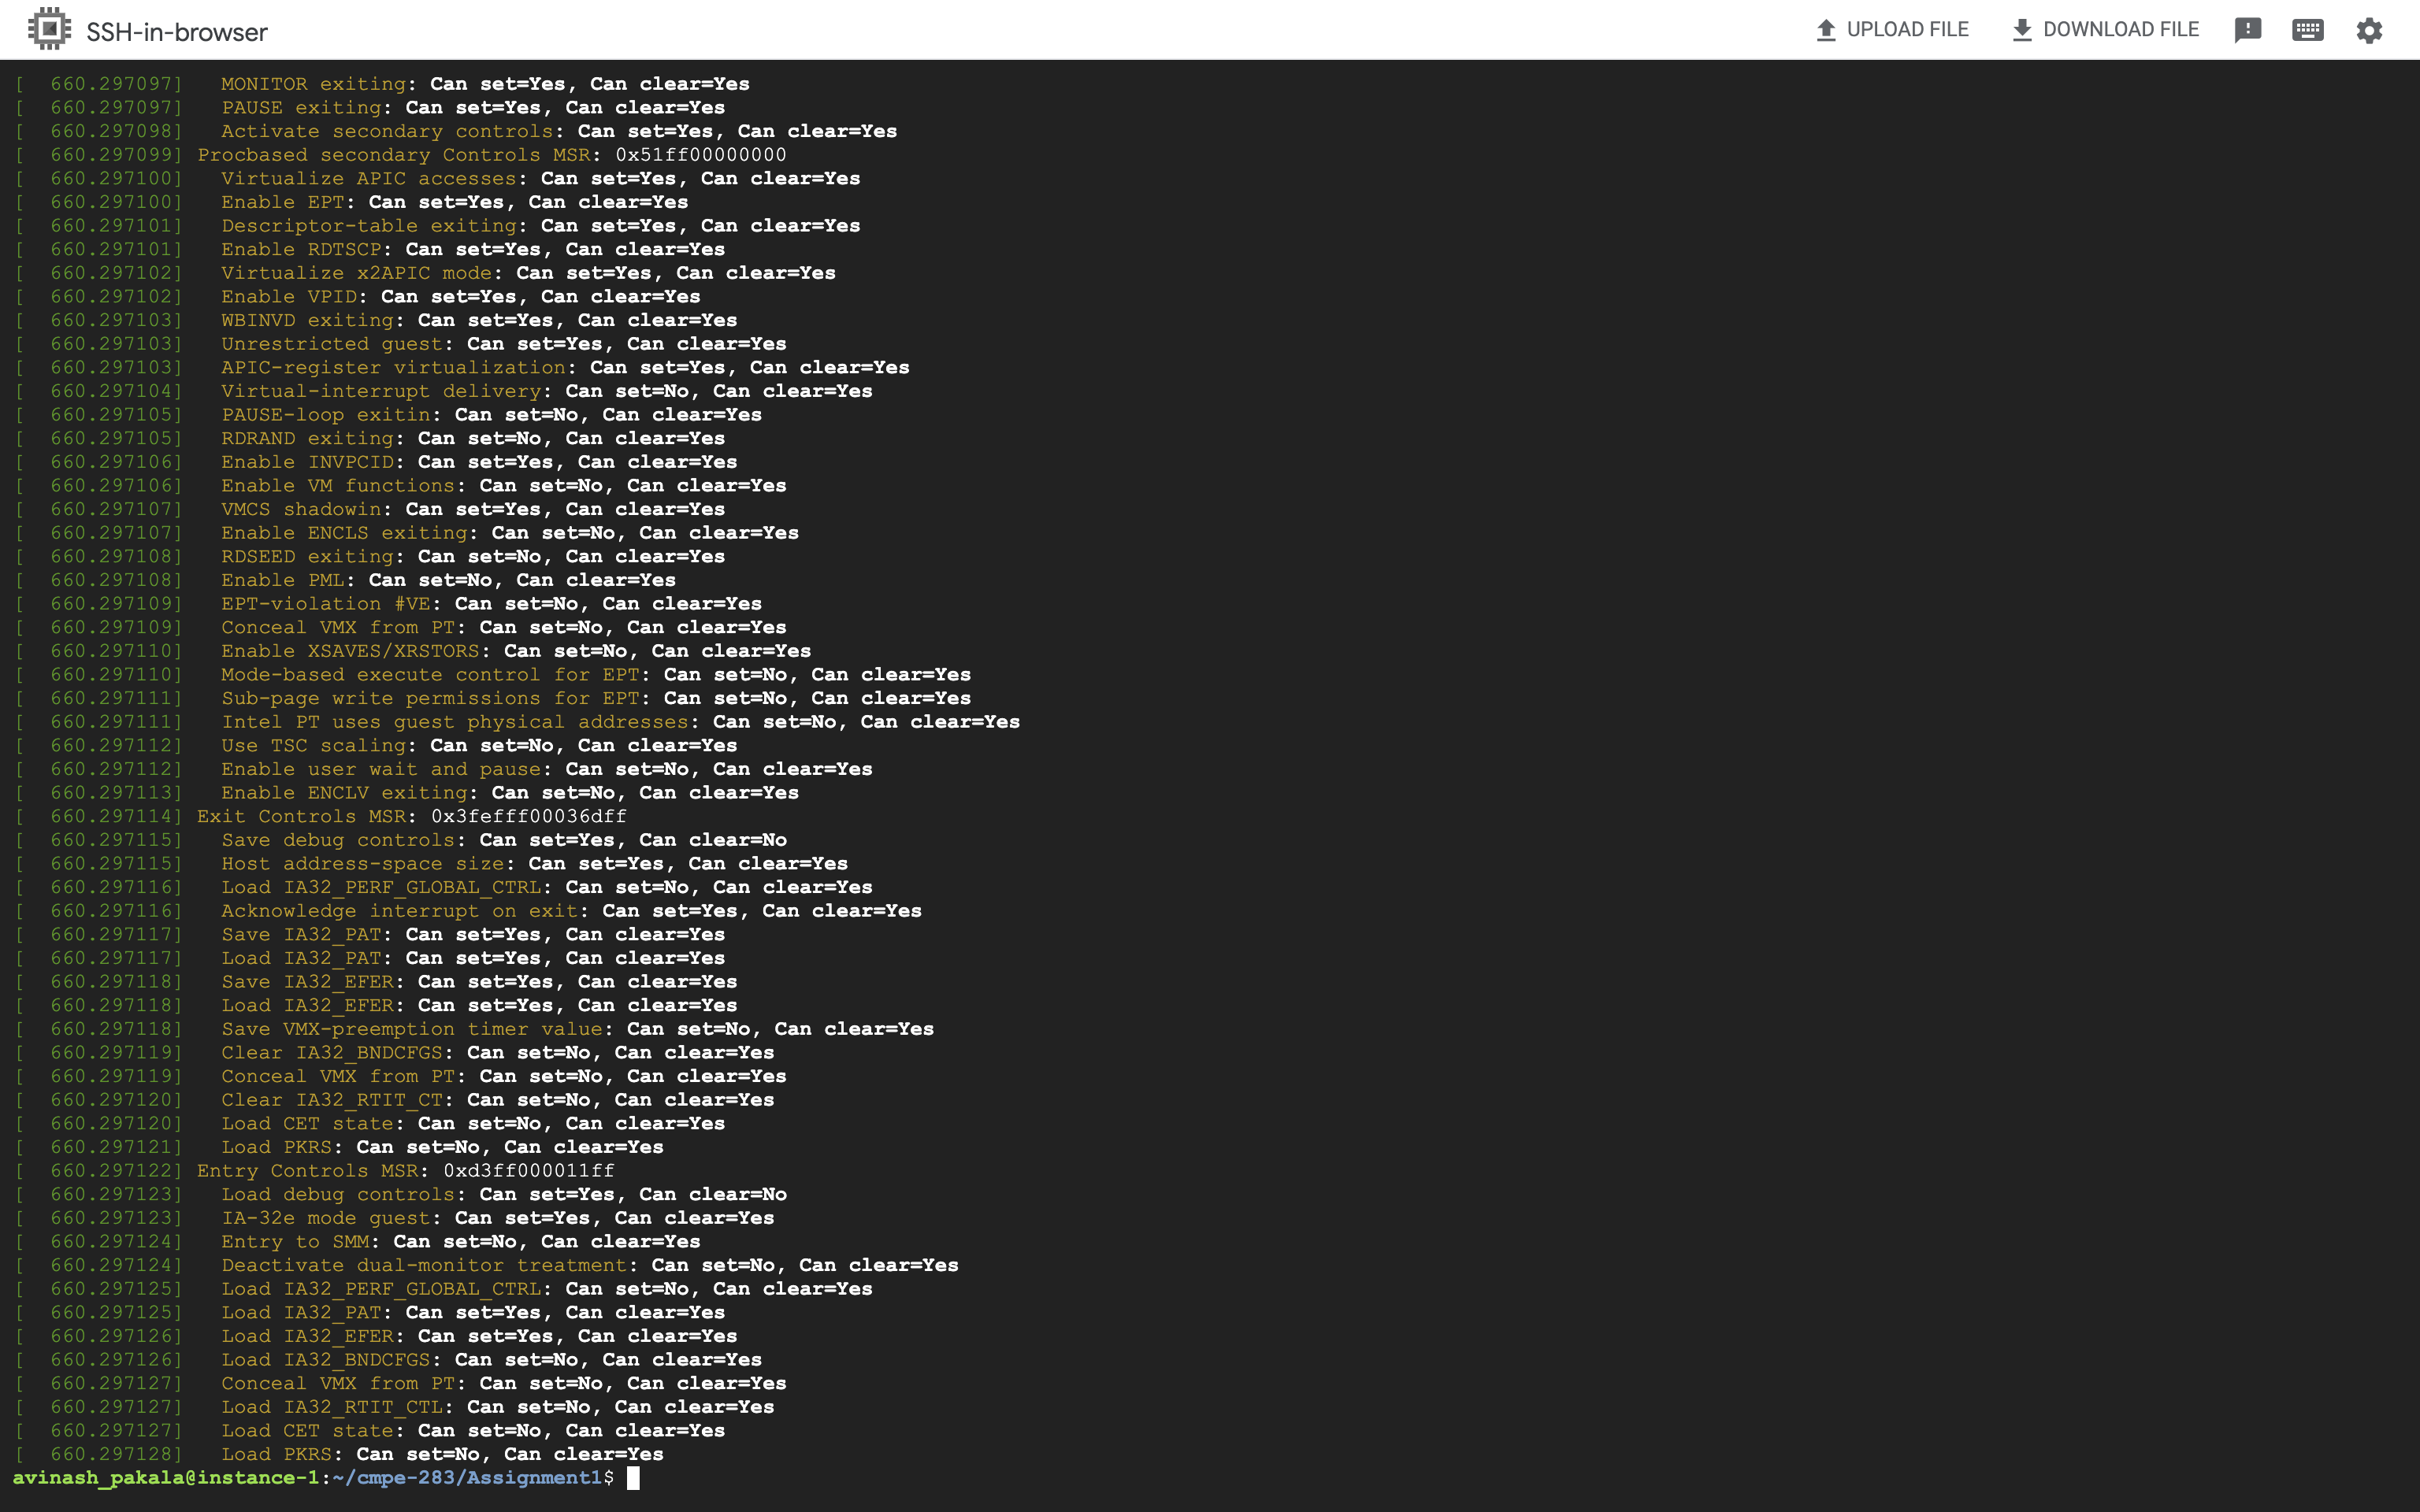 SSH-in-browser
UPLOAD FILE
DOWNLOAD FILE
[  660.297097]   MONITOR exiting: Can set=Yes, Can clear=Yes
[  660.297097]   PAUSE exiting: Can set=Yes, Can clear=Yes
[  660.297098]   Activate secondary controls: Can set=Yes, Can clear=Yes
[  660.297099] Procbased secondary Controls MSR: 0x51ff00000000
[  660.297100]   Virtualize APIC accesses: Can set=Yes, Can clear=Yes
[  660.297100]   Enable EPT: Can set=Yes, Can clear=Yes
[  660.297101]   Descriptor-table exiting: Can set=Yes, Can clear=Yes
[  660.297101]   Enable RDTSCP: Can set=Yes, Can clear=Yes
[  660.297102]   Virtualize x2APIC mode: Can set=Yes, Can clear=Yes
[  660.297102]   Enable VPID: Can set=Yes, Can clear=Yes
[  660.297103]   WBINVD exiting: Can set=Yes, Can clear=Yes
[  660.297103]   Unrestricted guest: Can set=Yes, Can clear=Yes
[  660.297103]   APIC-register virtualization: Can set=Yes, Can clear=Yes
[  660.297104]   Virtual-interrupt delivery: Can set=No, Can clear=Yes
[  660.297105]   PAUSE-loop exitin: Can set=No, Can clear=Yes
[  660.297105]   RDRAND exiting: Can set=No, Can clear=Yes
[  660.297106]   Enable INVPCID: Can set=Yes, Can clear=Yes
[  660.297106]   Enable VM functions: Can set=No, Can clear=Yes
[  660.297107]   VMCS shadowin: Can set=Yes, Can clear=Yes
[  660.297107]   Enable ENCLS exiting: Can set=No, Can clear=Yes
[  660.297108]   RDSEED exiting: Can set=No, Can clear=Yes
[  660.297108]   Enable PML: Can set=No, Can clear=Yes
[  660.297109]   EPT-violation #VE: Can set=No, Can clear=Yes
[  660.297109]   Conceal VMX from PT: Can set=No, Can clear=Yes
[  660.297110]   Enable XSAVES/XRSTORS: Can set=No, Can clear=Yes
[  660.297110]   Mode-based execute control for EPT: Can set=No, Can clear=Yes
[  660.297111]   Sub-page write permissions for EPT: Can set=No, Can clear=Yes
[  660.297111]   Intel PT uses guest physical addresses: Can set=No, Can clear=Yes
[  660.297112]   Use TSC scaling: Can set=No, Can clear=Yes
[  660.297112]   Enable user wait and pause: Can set=No, Can clear=Yes
[  660.297113]   Enable ENCLV exiting: Can set=No, Can clear=Yes
[  660.297114] Exit Controls MSR: 0x3fefff00036dff
[  660.297115]   Save debug controls: Can set=Yes, Can clear=No
[  660.297115]   Host address-space size: Can set=Yes, Can clear=Yes
[  660.297116]   Load IA32_PERF_GLOBAL_CTRL: Can set=No, Can clear=Yes
[  660.297116]   Acknowledge interrupt on exit: Can set=Yes, Can clear=Yes
[  660.297117]   Save IA32_PAT: Can set=Yes, Can clear=Yes
[  660.297117]   Load IA32_PAT: Can set=Yes, Can clear=Yes
[  660.297118]   Save IA32_EFER: Can set=Yes, Can clear=Yes
[  660.297118]   Load IA32_EFER: Can set=Yes, Can clear=Yes
[  660.297118]   Save VMX-preemption timer value: Can set=No, Can clear=Yes
[  660.297119]   Clear IA32_BNDCFGS: Can set=No, Can clear=Yes
[  660.297119]   Conceal VMX from PT: Can set=No, Can clear=Yes
[  660.297120]   Clear IA32_RTIT_CT: Can set=No, Can clear=Yes
[  660.297120]   Load CET state: Can set=No, Can clear=Yes
[  660.297121]   Load PKRS: Can set=No, Can clear=Yes
[  660.297122] Entry Controls MSR: 0xd3ff000011ff
[  660.297123]   Load debug controls: Can set=Yes, Can clear=No
[  660.297123]   IA-32e mode guest: Can set=Yes, Can clear=Yes
[  660.297124]   Entry to SMM: Can set=No, Can clear=Yes
[  660.297124]   Deactivate dual-monitor treatment: Can set=No, Can clear=Yes
[  660.297125]   Load IA32_PERF_GLOBAL_CTRL: Can set=No, Can clear=Yes
[  660.297125]   Load IA32_PAT: Can set=Yes, Can clear=Yes
[  660.297126]   Load IA32_EFER: Can set=Yes, Can clear=Yes
[  660.297126]   Load IA32_BNDCFGS: Can set=No, Can clear=Yes
[  660.297127]   Conceal VMX from PT: Can set=No, Can clear=Yes
[  660.297127]   Load IA32_RTIT_CTL: Can set=No, Can clear=Yes
[  660.297127]   Load CET state: Can set=No, Can clear=Yes
[  660.297128]   Load PKRS: Can set=No, Can clear=Yes
avinash_pakala@instance-1:~/cmpe-283/Assignment1$